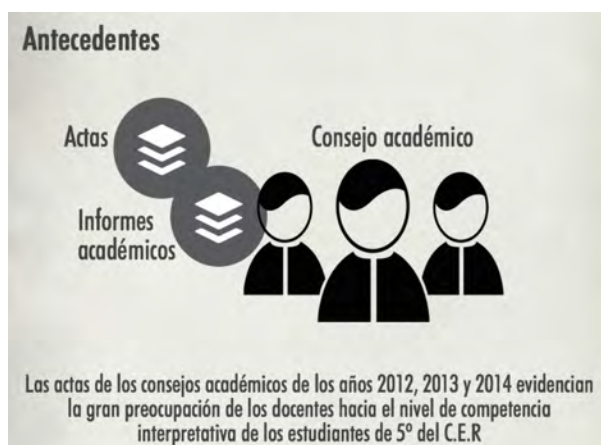 Antecedentes
Actas
Consejo académico
Informes
académicos
Las actas de los consejos académicos de los años 2012, 2013 y 2014 evidencian
la gran preocupación de los docentes hacia el nivel de competencia
interpretativa de los estudiantes de 5º del C.E.R